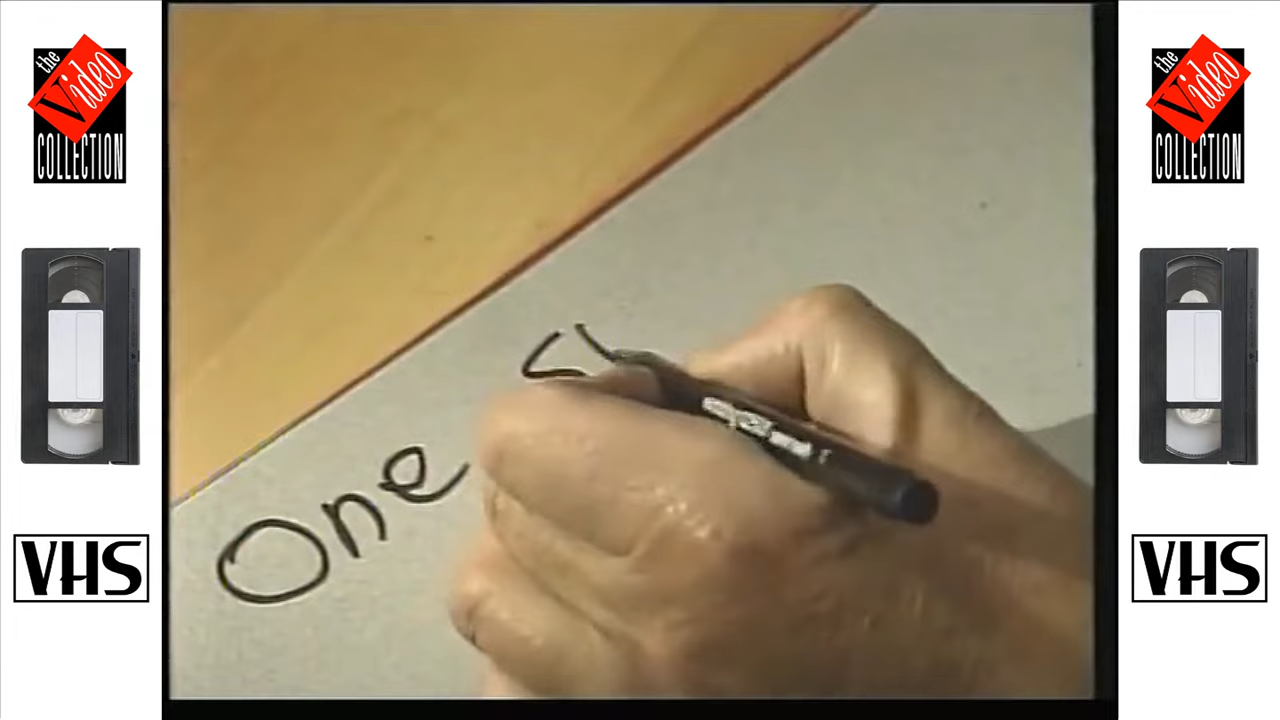 the
Video
COLLECTION
VHS
One
the
Video
COLLECTION
VHS